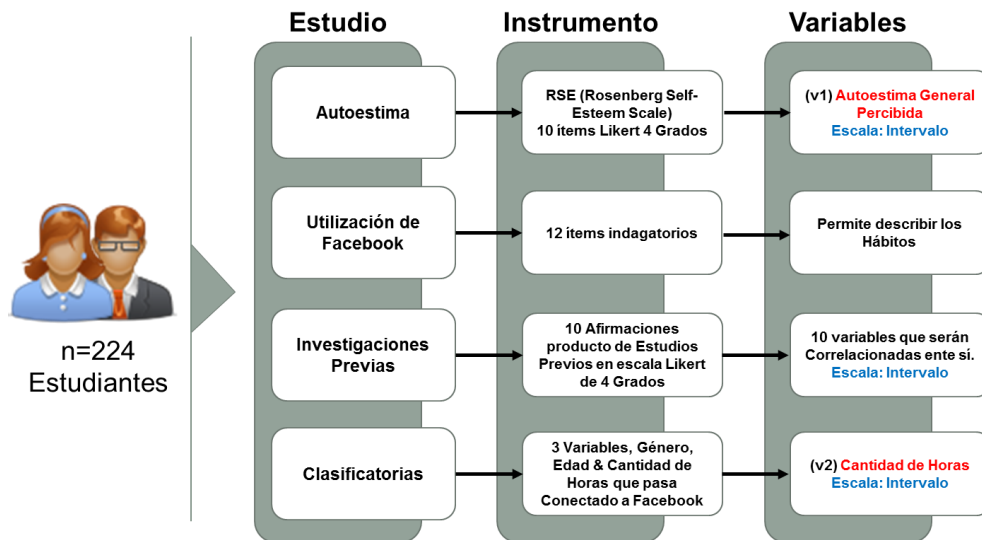 Estudio
Instrumento
Variables
Autoestima
RSE (Rosenberg Self-
Esteem Scale)
10 ítems Likert 4 Grados
(v1) Autoestima General
Percibida
Escala: Intervalo
Utilización de
Facebook
12 ítems indagatorios
Permite describir los
Hábitos
n=224
Estudiantes
Investigaciones
Previas
10 Afirmaciones
producto de Estudios
Previos en escala Likert
de 4 Grados
10 variables que serán
Correlacionadas ente sí.
Escala: Intervalo
Clasificatorias
3 Variables, Género,
Edad & Cantidad de
Horas que pasa
Conectado a Facebook
(v2) Cantidad de Horas
Escala: Intervalo